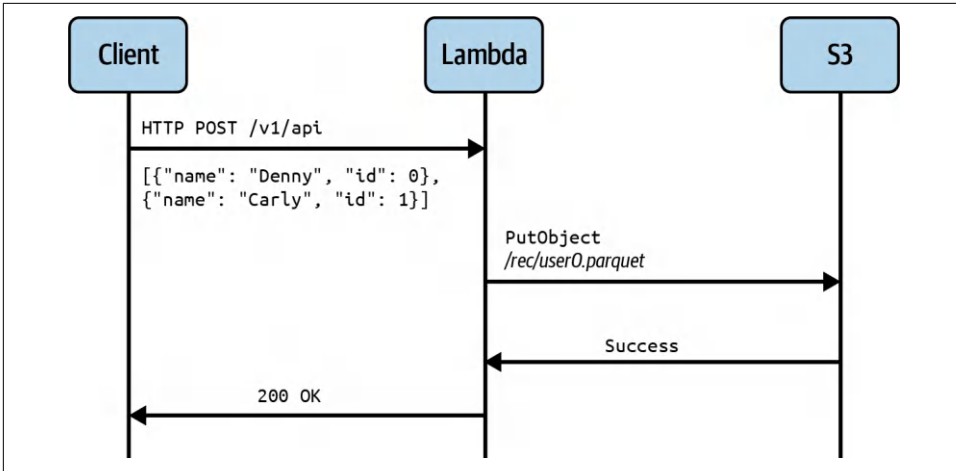 Client
Lambda
S3
HTTP POST /v1/api
[{"name": "Denny", "id": 0},
{"name": "Carly", "id": 1}]
PutObject
/rec/user0.parquet
Success
200 OK